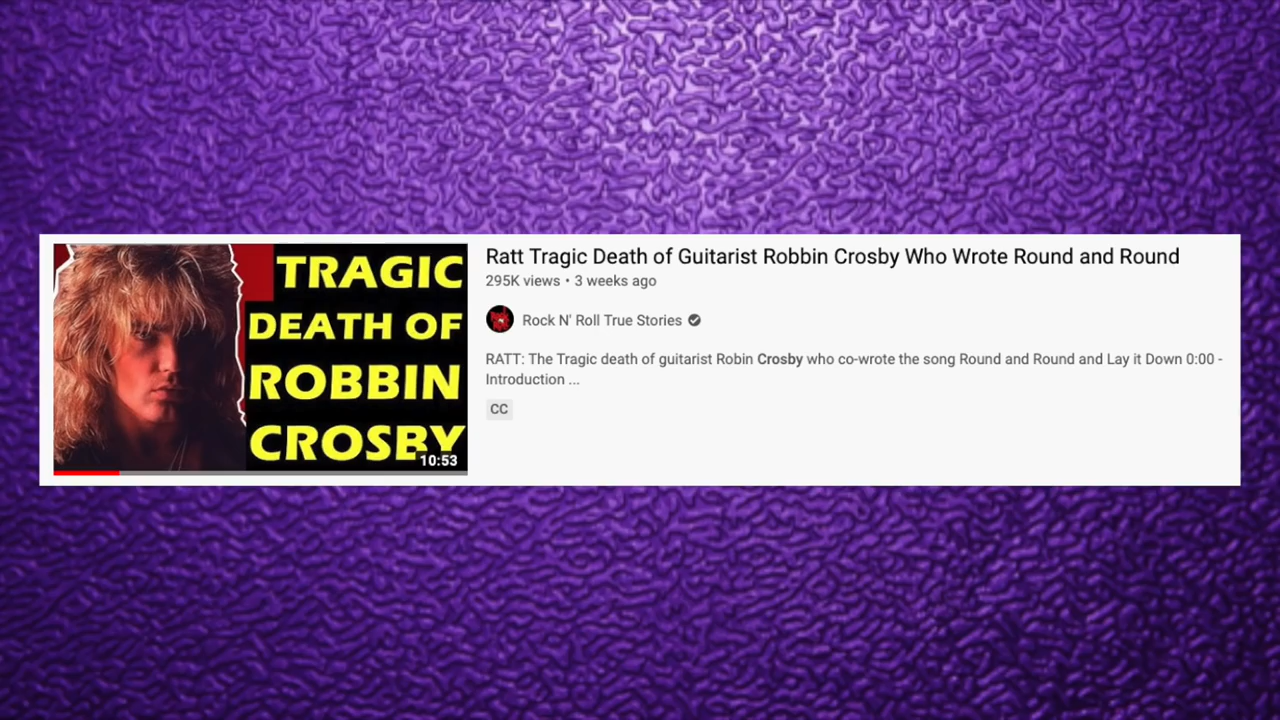 TRAGIC
DEATH OF
ROBBIN
CROSBY
10:53
Ratt Tragic Death of Guitarist Robbin Crosby Who Wrote Round and Round
295K views • 3 weeks ago
Rock N' Roll True Stories
RATT: The Tragic death of guitarist Robin Crosby who co-wrote the song Round and Round and Lay it Down 0:00 -
Introduction ...
CC